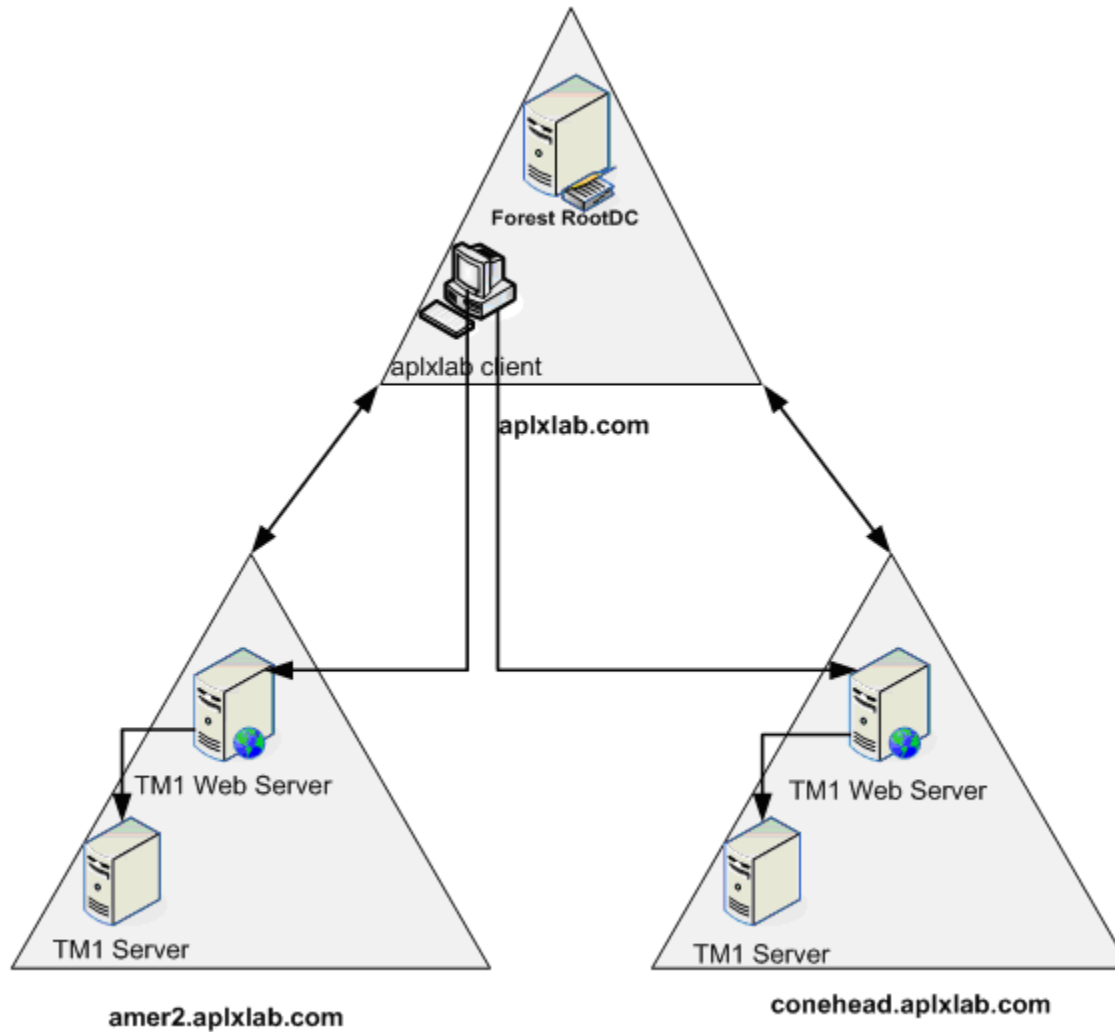 Forest RootDC
aplxlab client
aplxlab.com
TM1 Web Server
TM1 Server
amer2.aplxlab.com
TM1 Web Server
TM1 Server
conehead.aplxlab.com